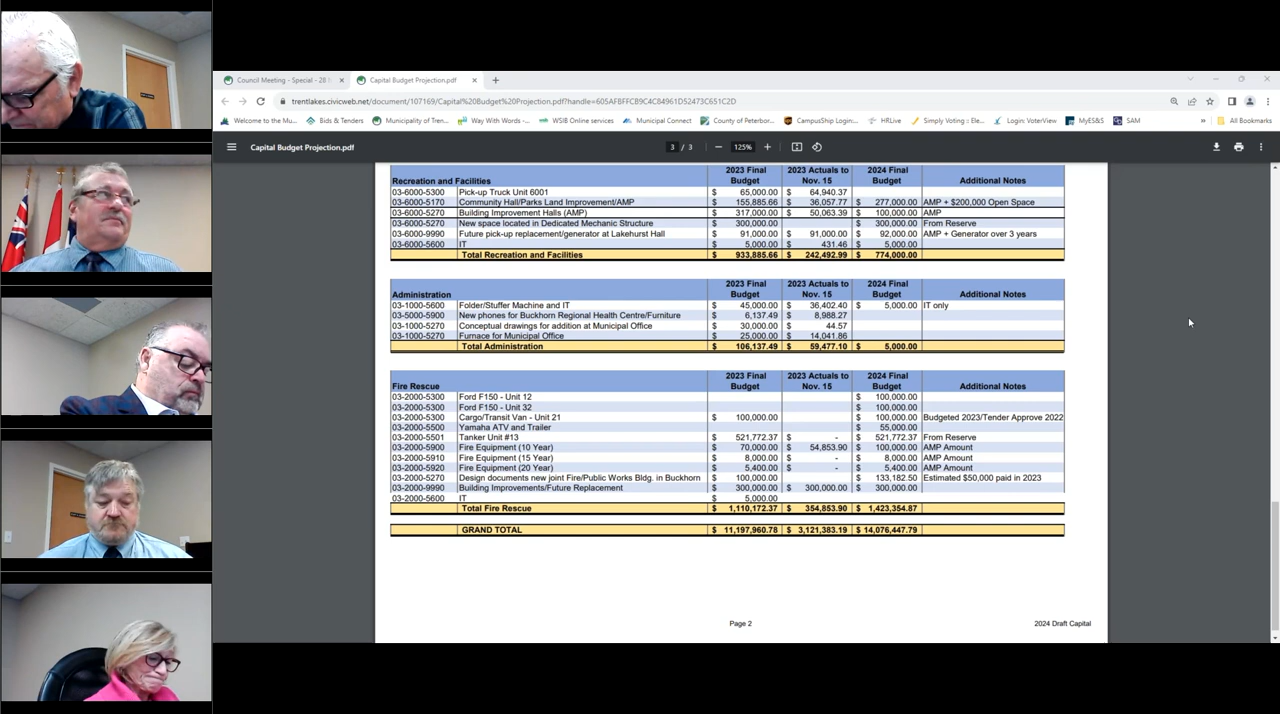 Council Meeting - Special - 28
Capital Budget Projection.pdf
trentlakes.civicweb.net/document/107169/Capital%20Budget%20Projection.pdf?handle=605AFBFFCB9C4C84961D52473C651C2D
Welcome to the Mu... Bids & Tenders Municipality of Tren... Way With Words -... WSIB Online services Municipal Connect County of Peterbor... CampusShip Login:... HRLive Simply Voting :: Ele... Login: VoterView MyES&S SAM » All Bookmarks
Capital Budget Projection.pdf 3 / 3 125%
Recreation and Facilities 2023 Final Budget 2023 Actuals to Nov. 15 2024 Final Budget Additional Notes
03-6000-5300 Pick-up Truck Unit 6001 $ 65,000.00 $ 64,940.37
03-6000-5170 Community Hall/Parks Land Improvement/AMP $ 155,885.66 $ 36,057.77 $ 277,000.00 AMP + $200,000 Open Space
03-6000-5270 Building Improvement Halls (AMP) $ 317,000.00 $ 50,063.39 $ 100,000.00 AMP
03-6000-5270 New space located in Dedicated Mechanic Structure $ 300,000.00 $ 300,000.00 From Reserve
03-6000-9990 Future pick-up replacement/generator at Lakehurst Hall $ 91,000.00 $ 91,000.00 $ 92,000.00 AMP + Generator over 3 years
03-6000-5600 IT $ 5,000.00 $ 431.46 $ 5,000.00
Total Recreation and Facilities $ 933,885.66 $ 242,492.99 $ 774,000.00
Administration 2023 Final Budget 2023 Actuals to Nov. 15 2024 Final Budget Additional Notes
03-1000-5600 Folder/Stuffer Machine and IT $ 45,000.00 $ 36,402.40 $ 5,000.00 IT only
03-5000-5900 New phones for Buckhorn Regional Health Centre/Furniture $ 6,137.49 $ 8,988.27
03-1000-5270 Conceptual drawings for addition at Municipal Office $ 30,000.00 $ 44.57
03-1000-5270 Furnace for Municipal Office $ 25,000.00 $ 14,041.86
Total Administration $ 106,137.49 $ 59,477.10 $ 5,000.00
Fire Rescue 2023 Final Budget 2023 Actuals to Nov. 15 2024 Final Budget Additional Notes
03-2000-5300 Ford F150 - Unit 12 $ 100,000.00
03-2000-5300 Ford F150 - Unit 32 $ 100,000.00
03-2000-5300 Cargo/Transit Van - Unit 21 $ 100,000.00 $ 100,000.00 Budgeted 2023/Tender Approve 2022
03-2000-5500 Yamaha ATV and Trailer $ 55,000.00
03-2000-5501 Tanker Unit #13 $ 521,772.37 $ - $ 521,772.37 From Reserve
03-2000-5900 Fire Equipment (10 Year) $ 70,000.00 $ 54,853.90 $ 100,000.00 AMP Amount
03-2000-5910 Fire Equipment (15 Year) $ 8,000.00 $ - $ 8,000.00 AMP Amount
03-2000-5920 Fire Equipment (20 Year) $ 5,400.00 $ - $ 5,400.00 AMP Amount
03-2000-5270 Design documents new joint Fire/Public Works Bldg. in Buckhorn $ 100,000.00 $ 133,182.50 Estimated $50,000 paid in 2023
03-2000-9990 Building Improvements/Future Replacement $ 300,000.00 $ 300,000.00 $ 300,000.00
03-2000-5600 IT $ 5,000.00
Total Fire Rescue $ 1,110,172.37 $ 354,853.90 $ 1,423,354.87
GRAND TOTAL $ 11,197,960.78 $ 3,121,383.19 $ 14,076,447.79
Page 2 2024 Draft Capital